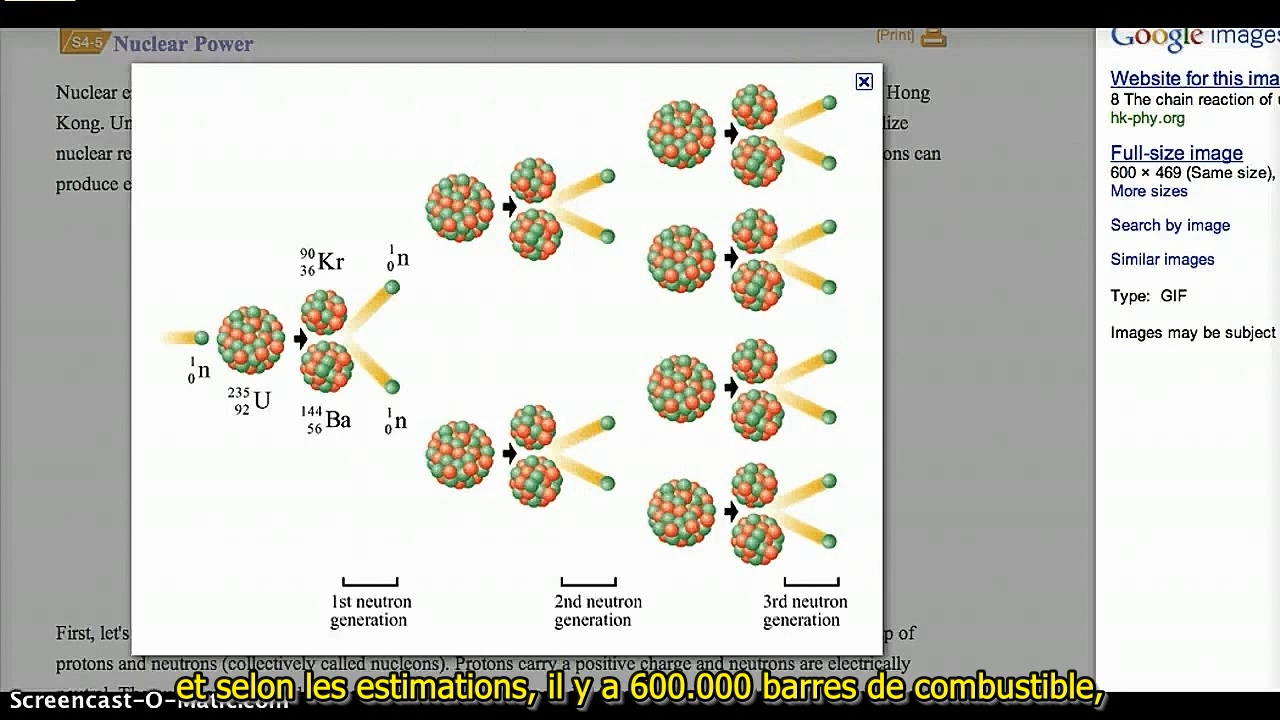 S4-5 Nuclear Power
[Print]
Google images
Nuclear e
Hong
Kong. Un
lize
nuclear re
ons can
produce e
Website for this ima
8 The chain reaction of
hk-phy.org
Full-size image
600 × 469 (Same size),
More sizes
Search by image
Similar images
Type: GIF
Images may be subject
90
36 Kr
1
0 n
1
0 n
235
92 U
144
56 Ba
1
0 n
1st neutron
generation
2nd neutron
generation
3rd neutron
generation
First, let's
p of
protons and neutrons (collectively called nucleons). Protons carry a positive charge and neutrons are electrically
et selon les estimations, il y a 600.000 barres de combustible,
Screencast-O-Matic.com